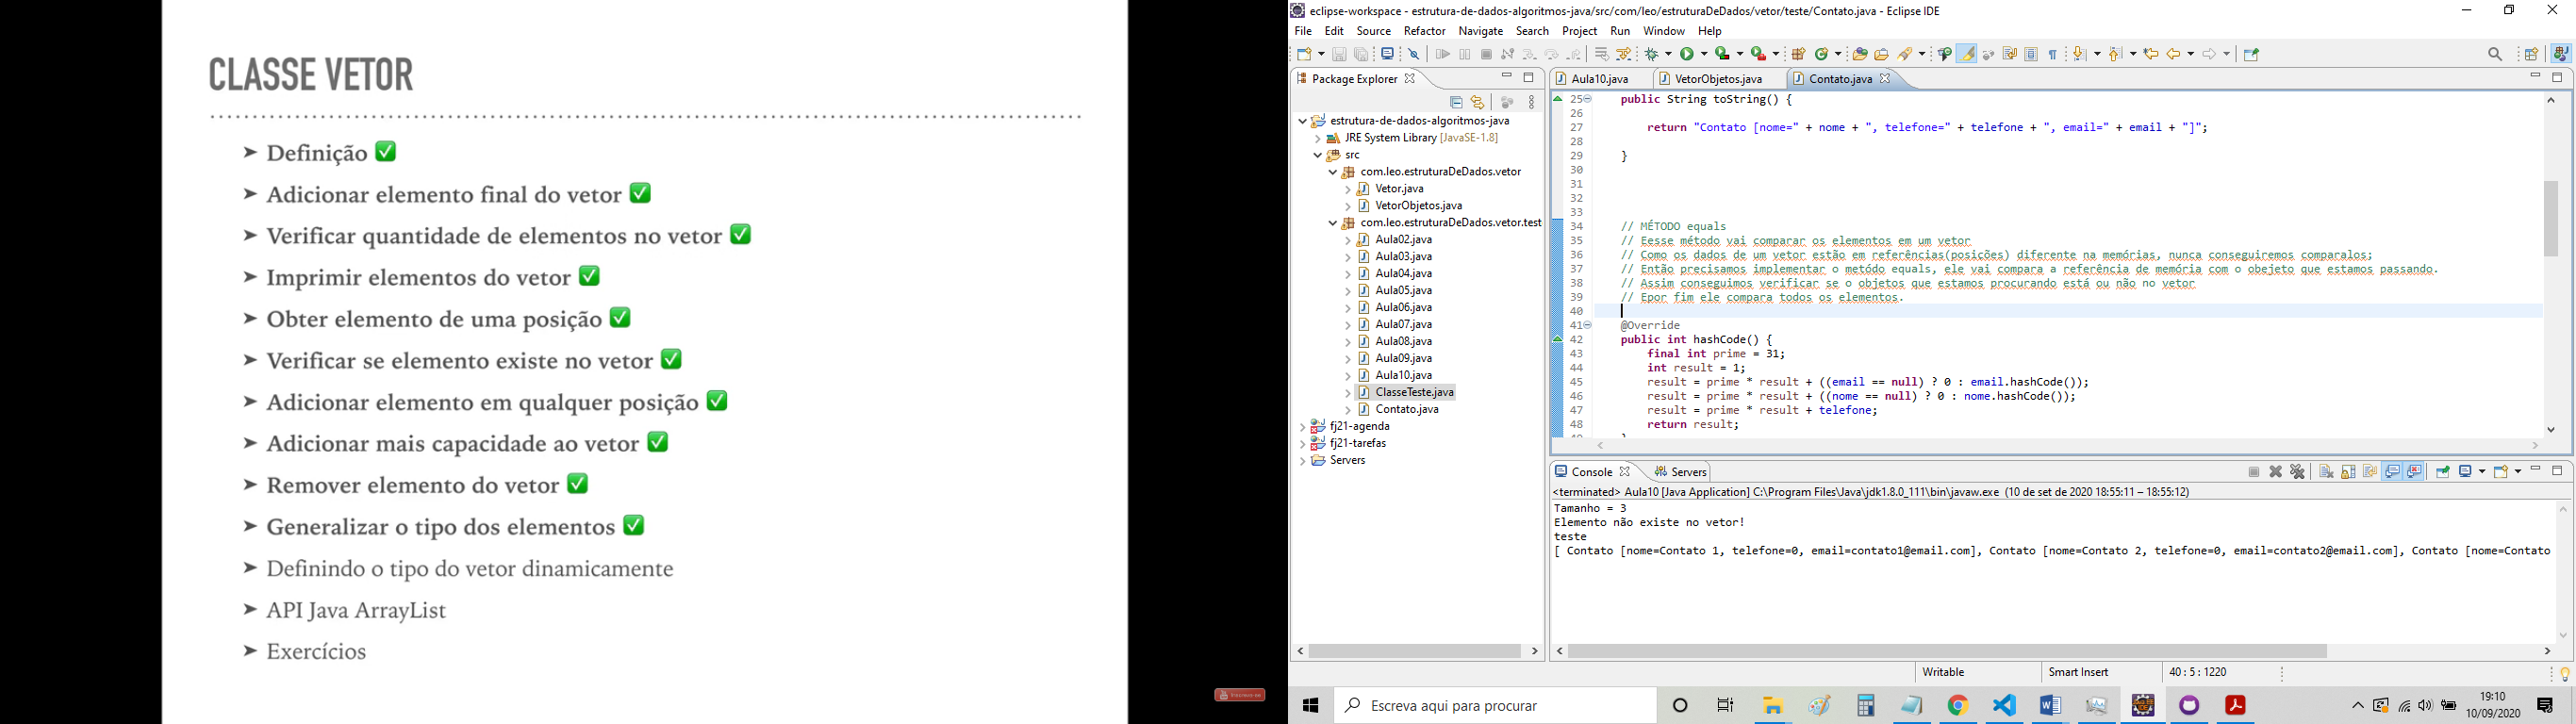 CLASSE VETOR
➤ Definição ✅
➤ Adicionar elemento final do vetor ✅
➤ Verificar quantidade de elementos no vetor ✅
➤ Imprimir elementos do vetor ✅
➤ Obter elemento de uma posição ✅
➤ Verificar se elemento existe no vetor ✅
➤ Adicionar elemento em qualquer posição ✅
➤ Adicionar mais capacidade ao vetor ✅
➤ Remover elemento do vetor ✅
➤ Generalizar o tipo dos elementos ✅
➤ Definindo o tipo do vetor dinamicamente
➤ API Java ArrayList
➤ Exercícios
eclipse-workspace - estrutura-de-dados-algoritmos-java/src/com/leo/estruturaDeDados/vetor/teste/Contato.java - Eclipse IDE
File Edit Source Refactor Navigate Search Project Run Window Help
Package Explorer
estrutura-de-dados-algoritmos-java
JRE System Library [JavaSE-1.8]
src
com.leo.estruturaDeDados.vetor
Vetor.java
VetorObjetos.java
com.leo.estruturaDeDados.vetor.test
Aula02.java
Aula03.java
Aula04.java
Aula05.java
Aula06.java
Aula07.java
Aula08.java
Aula09.java
Aula10.java
ClasseTeste.java
Contato.java
fj21-agenda
fj21-tarefas
Servers
Aula10.java VetorObjetos.java Contato.java
25 public String toString() {
26
27 return "Contato [nome=" + nome + ", telefone=" + telefone + ", email=" + email + "]";
28
29 }
30
31
32
33
34 // MÉTODO equals
35 // Eesse método vai comparar os elementos em um vetor
36 // Como os dados de um vetor estão em referências(posicões) diferente na memórias, nunca conseguiremos comparalos;
37 // Então precisamos implementar o metódo equals, ele vai compara a referência de memória com o obejeto que estamos passando.
38 // Assim conseguimos verificar se o objetos que estamos procurando está ou não no vetor
39 // Epor fim ele compara todos os elementos.
40
41 @Override
42 public int hashCode() {
43 final int prime = 31;
44 int result = 1;
45 result = prime * result + ((email == null) ? 0 : email.hashCode());
46 result = prime * result + ((nome == null) ? 0 : nome.hashCode());
47 result = prime * result + telefone;
48 return result;
Console Servers
<terminated> Aula10 [Java Application] C:\Program Files\Java\jdk1.8.0_111\bin\javaw.exe (10 de set de 2020 18:55:11 – 18:55:12)
Tamanho = 3
Elemento não existe no vetor!
teste
[ Contato [nome=Contato 1, telefone=0, email=contato1@email.com], Contato [nome=Contato 2, telefone=0, email=contato2@email.com], Contato [nome=Contato
Writable Smart Insert 40 : 5 : 1220
Escreva aqui para procurar
19:10
10/09/2020